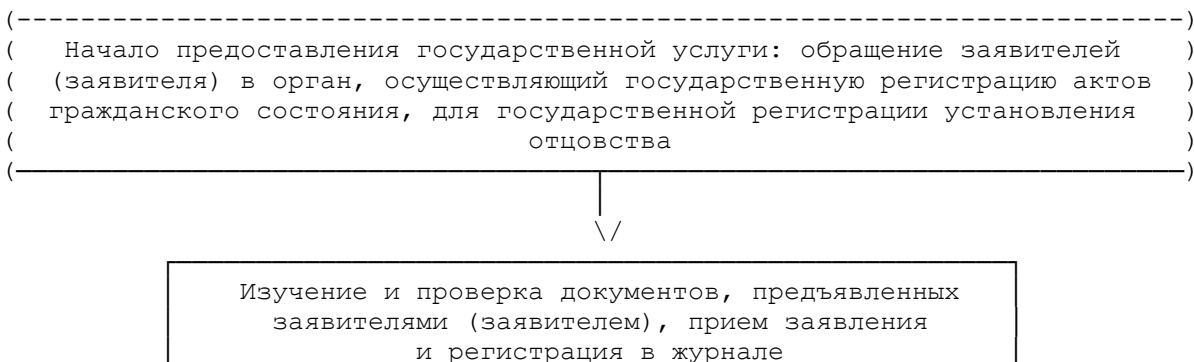 Начало предоставления государственной услуги: обращение заявителей
(заявителя) в орган, осуществляющий государственную регистрацию актов
гражданского состояния, для государственной регистрации установления
отцовства
Изучение и проверка документов, предъявленных
заявителями (заявителем), прием заявления
и регистрация в журнале